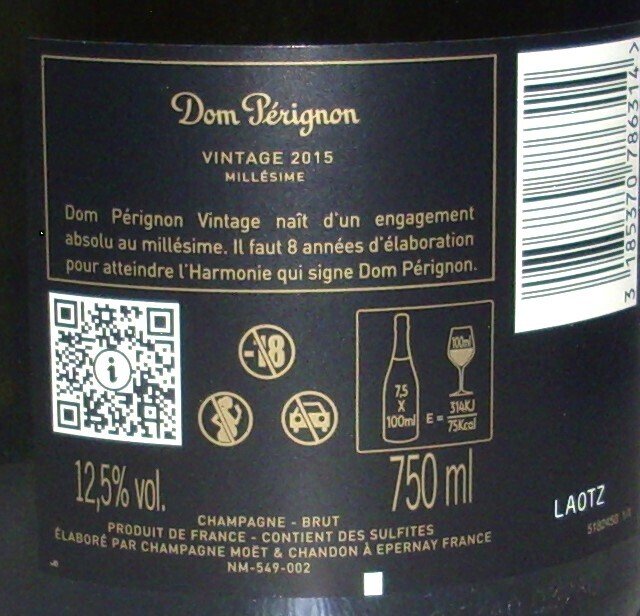 Dom Pérignon
VINTAGE 2015
MILLÉSIME
Dom Pérignon Vintage naît d'un engagement
absolu au millésime. Il faut 8 années d'élaboration
pour atteindre l'Harmonie qui signe Dom Pérignon.
3 185370 786314 >
i
-18
7,5
X
100ml
100ml
E = 314KJ
75Kcal
12,5% vol.
750 ml
CHAMPAGNE - BRUT
PRODUIT DE FRANCE - CONTIENT DES SULFITES
ÉLABORÉ PAR CHAMPAGNE MOËT & CHANDON À EPERNAY FRANCE
NM-549-002
LAOTZ